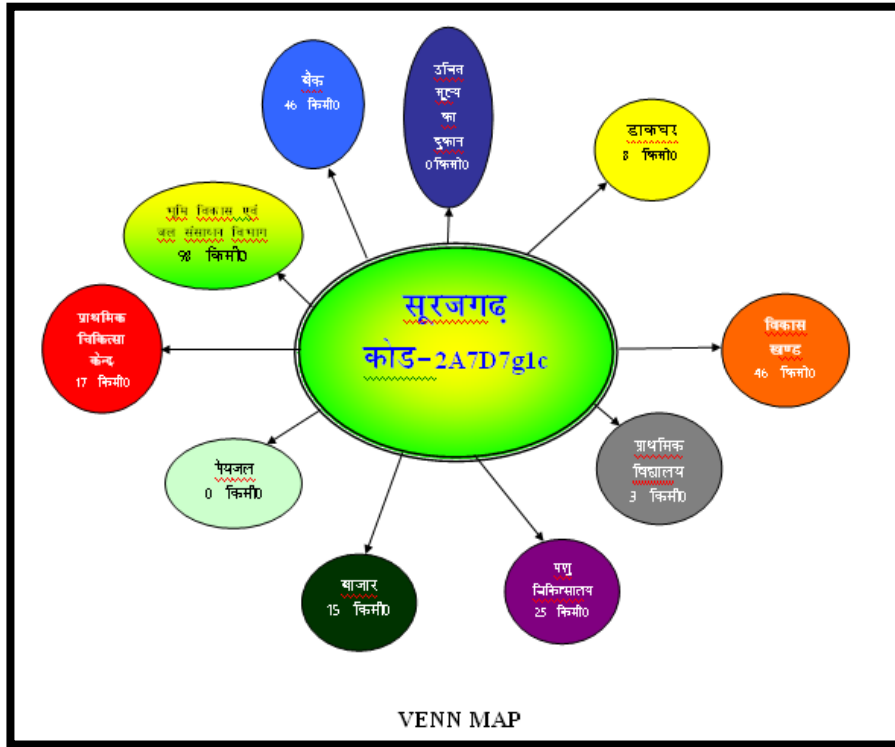 बैंक
46 किमी0
उचित
मूल्य
का
दुकान
0 किमी0
डाकघर
8 किमी0
भूमि विकास एवं
जल संसाधन विभाग
98 किमी0
सूरजगढ़
कोड-2A7D7g1c
प्राथमिक
चिकित्सा
केन्द्र
17 किमी0
विकास
खण्ड
46 किमी0
पेयजल
0 किमी0
प्राथमिक
विद्यालय
3 किमी0
बाजार
15 किमी0
पशु
चिकित्सालय
25 किमी0
VENN MAP